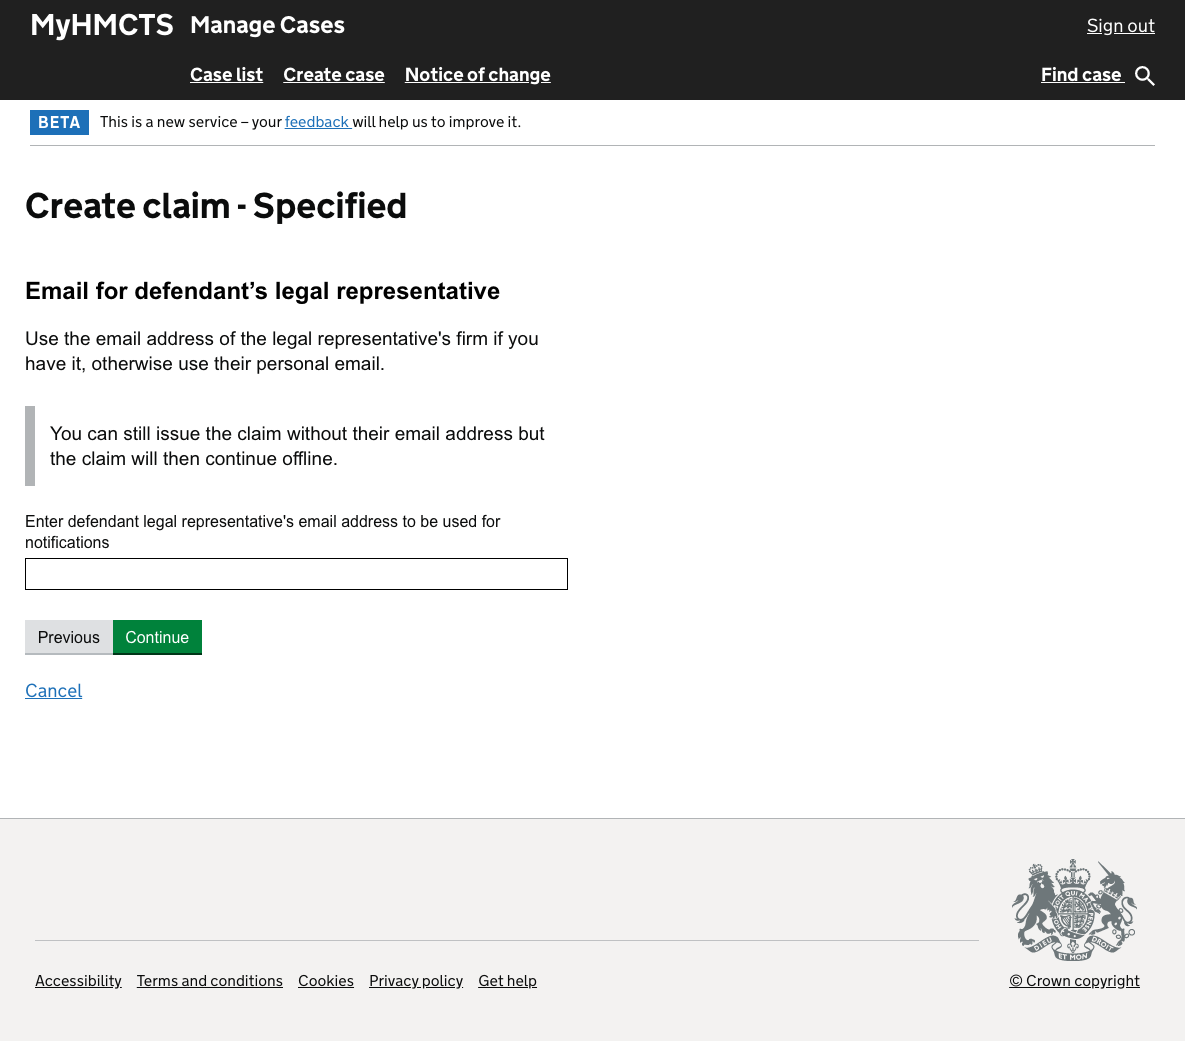 MyHMCTS Manage Cases Sign out
Case list Create case Notice of change Find case
BETA This is a new service – your feedback will help us to improve it.
Create claim - Specified
Email for defendant’s legal representative
Use the email address of the legal representative's firm if you
have it, otherwise use their personal email.
You can still issue the claim without their email address but
the claim will then continue offline.
Enter defendant legal representative's email address to be used for
notifications
Previous Continue
Cancel
DIEU ET MON DROIT
Accessibility Terms and conditions Cookies Privacy policy Get help © Crown copyright